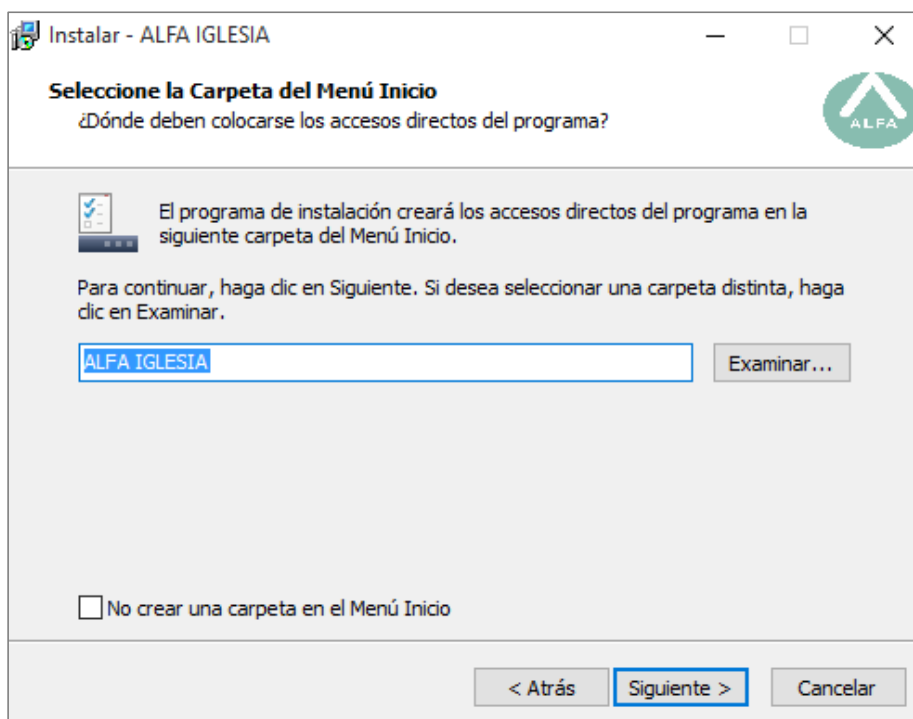 Instalar - ALFA IGLESIA
Seleccione la Carpeta del Menú Inicio
¿Dónde deben colocarse los accesos directos del programa?
ALFA
El programa de instalación creará los accesos directos del programa en la
siguiente carpeta del Menú Inicio.
Para continuar, haga clic en Siguiente. Si desea seleccionar una carpeta distinta, haga
clic en Examinar.
ALFA IGLESIA
Examinar...
No crear una carpeta en el Menú Inicio
< Atrás
Siguiente >
Cancelar